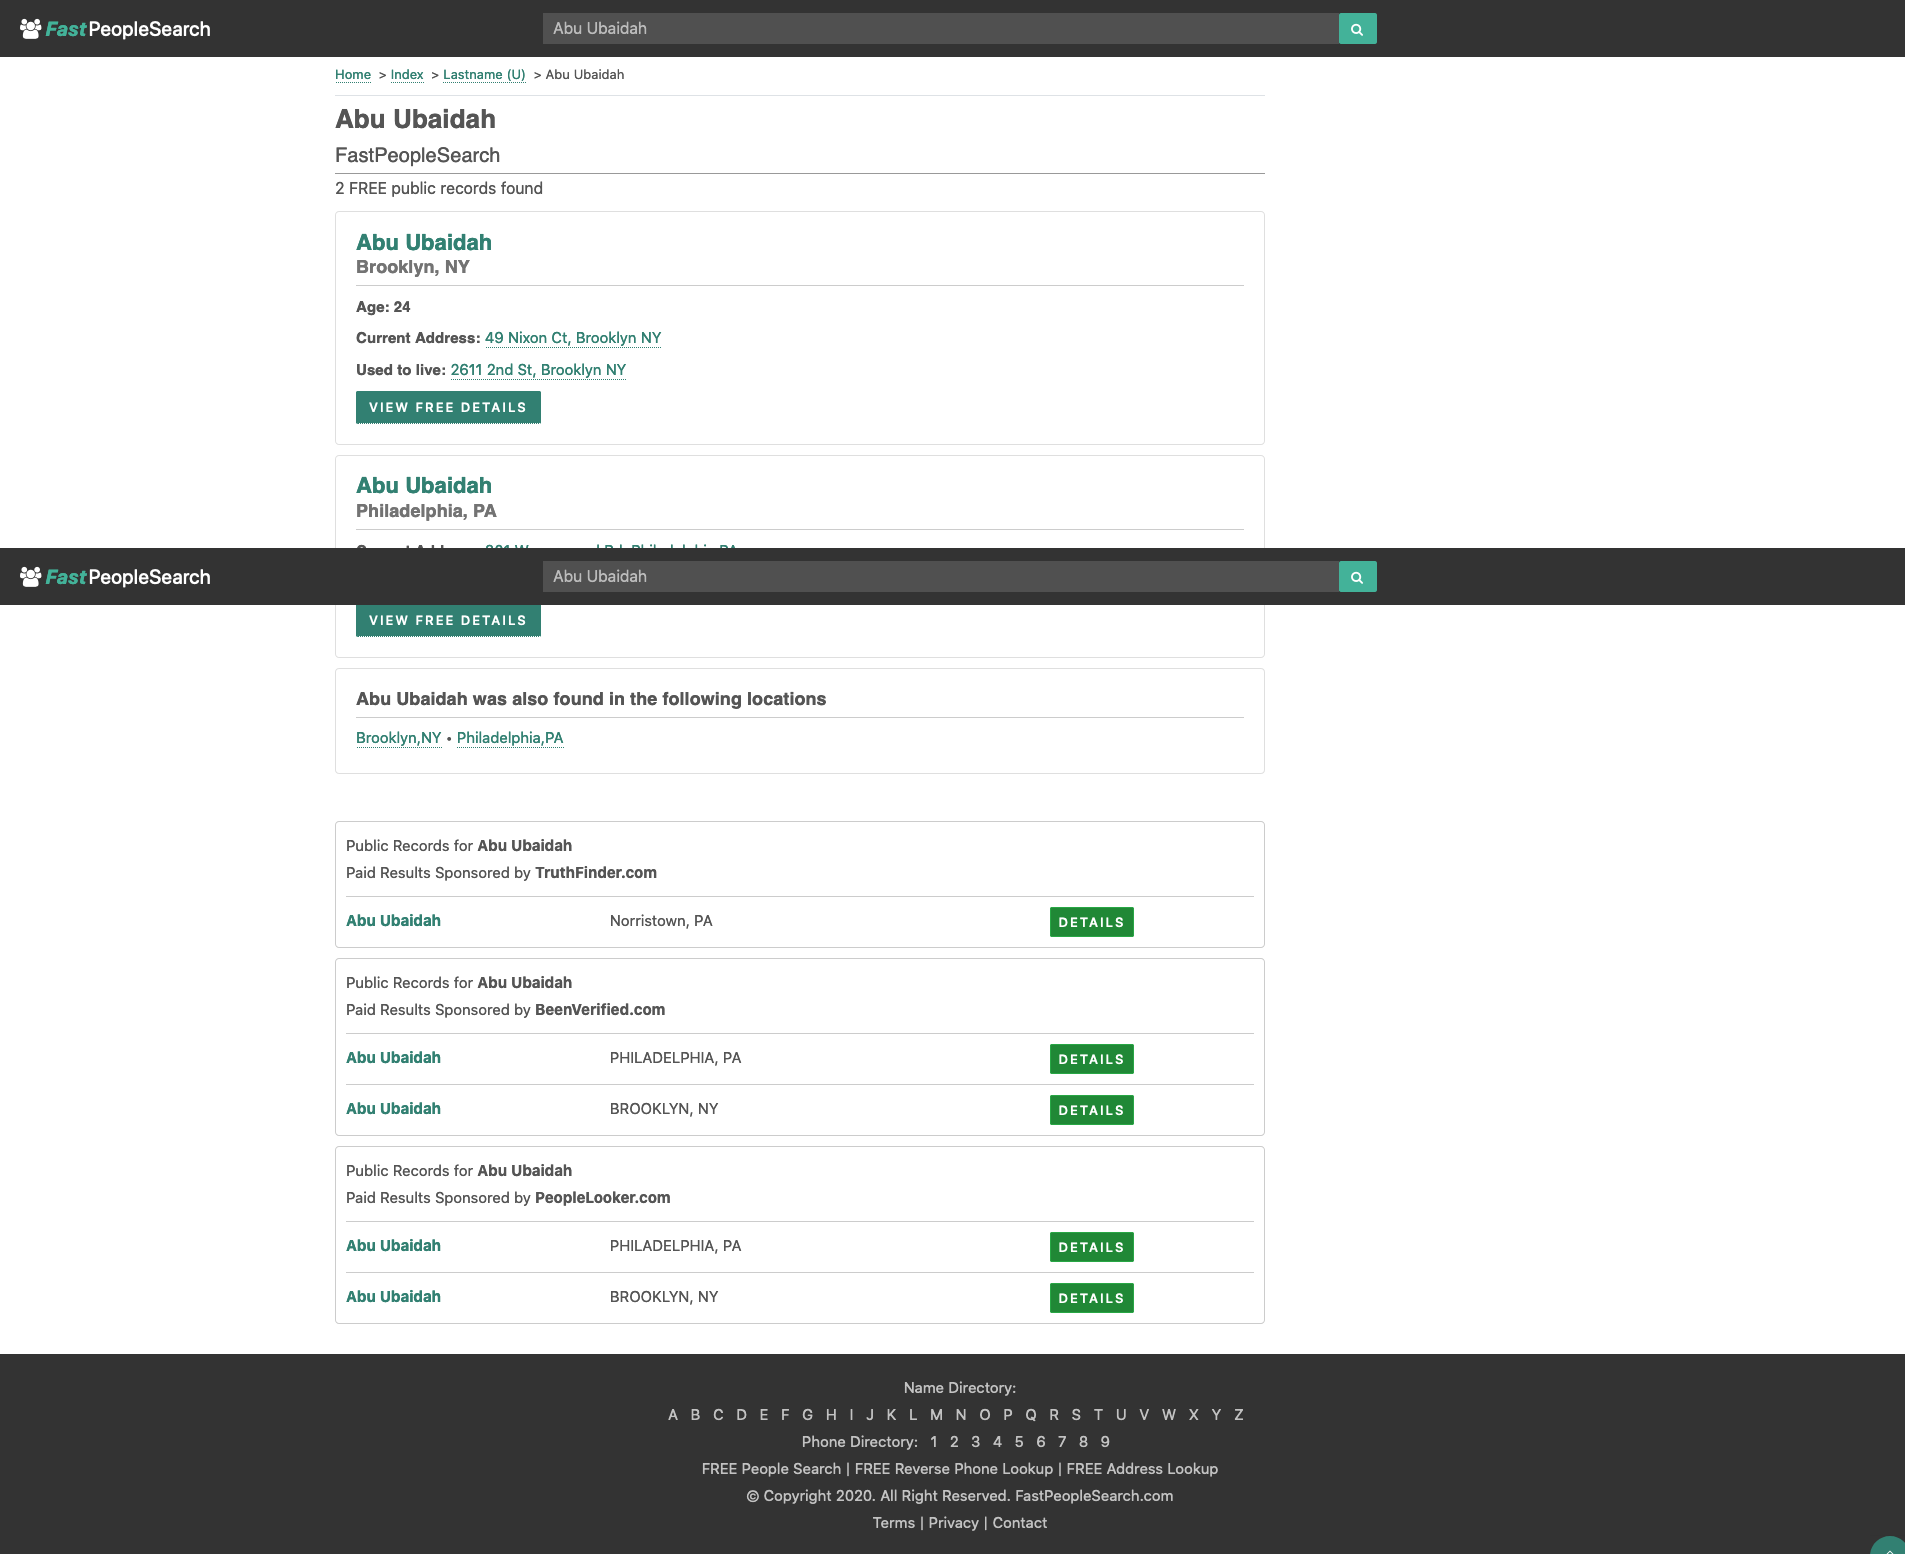 FastPeopleSearch
Abu Ubaidah
Home > Index > Lastname (U) > Abu Ubaidah
Abu Ubaidah
FastPeopleSearch
2 FREE public records found
Abu Ubaidah
Brooklyn, NY
Age: 24
Current Address: 49 Nixon Ct, Brooklyn NY
Used to live: 2611 2nd St, Brooklyn NY
VIEW FREE DETAILS
Abu Ubaidah
Philadelphia, PA
FastPeopleSearch
Abu Ubaidah
VIEW FREE DETAILS
Abu Ubaidah was also found in the following locations
Brooklyn,NY • Philadelphia,PA
Public Records for Abu Ubaidah
Paid Results Sponsored by TruthFinder.com
Abu Ubaidah Norristown, PA DETAILS
Public Records for Abu Ubaidah
Paid Results Sponsored by BeenVerified.com
Abu Ubaidah PHILADELPHIA, PA DETAILS
Abu Ubaidah BROOKLYN, NY DETAILS
Public Records for Abu Ubaidah
Paid Results Sponsored by PeopleLooker.com
Abu Ubaidah PHILADELPHIA, PA DETAILS
Abu Ubaidah BROOKLYN, NY DETAILS
Name Directory:
A B C D E F G H I J K L M N O P Q R S T U V W X Y Z
Phone Directory: 1 2 3 4 5 6 7 8 9
FREE People Search | FREE Reverse Phone Lookup | FREE Address Lookup
© Copyright 2020. All Right Reserved. FastPeopleSearch.com
Terms | Privacy | Contact